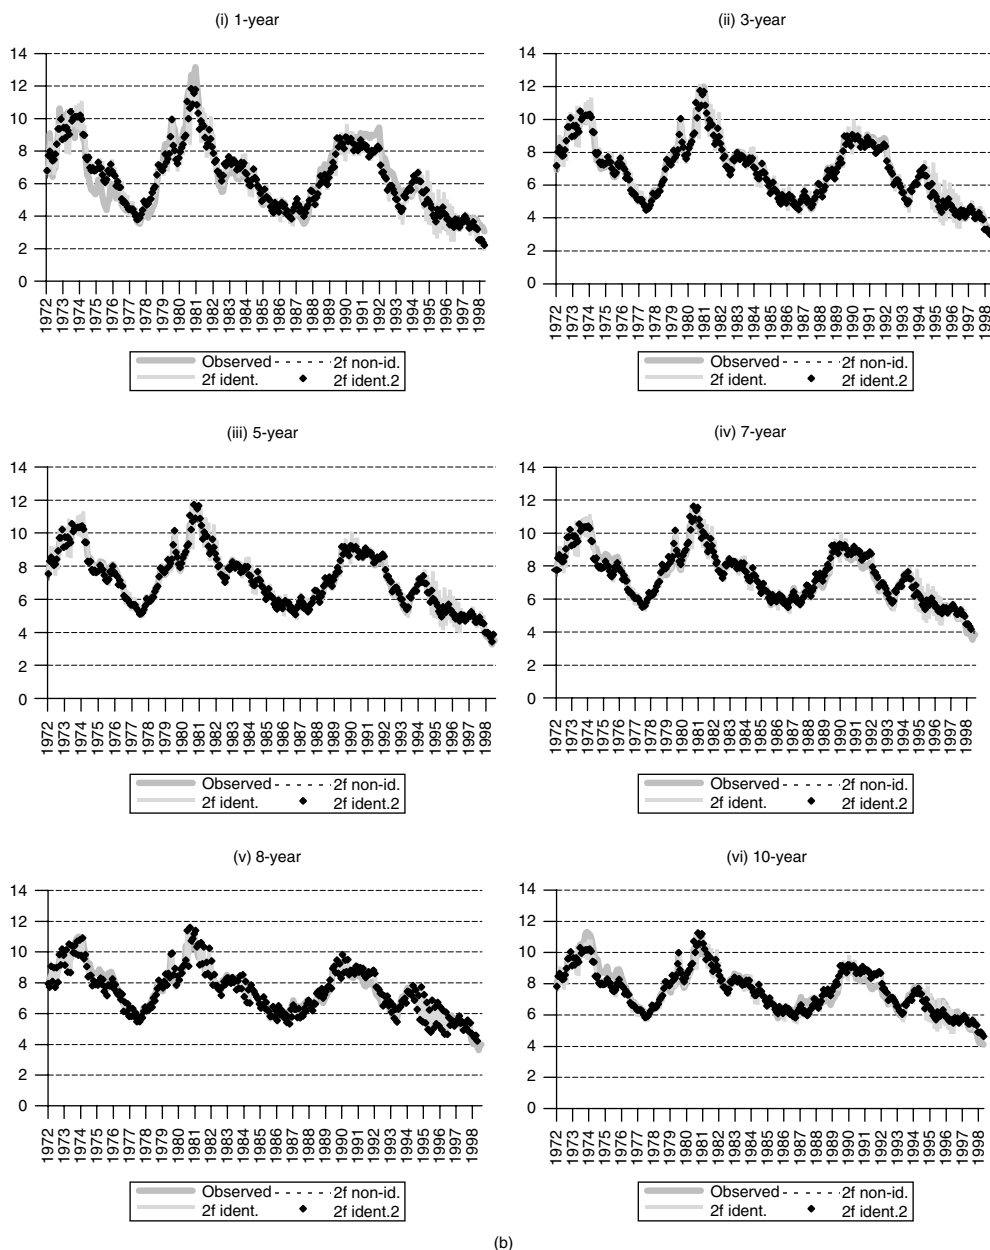 (i) 1-year
14
12
10
8
6
4
2
0
1972 1973 1974 1975 1976 1977 1978 1979 1980 1981 1982 1983 1984 1985 1986 1987 1988 1989 1990 1991 1992 1993 1994 1995 1996 1997 1998
Observed 2f non-id.
2f ident. 2f ident.2
(ii) 3-year
14
12
10
8
6
4
2
0
1972 1973 1974 1975 1976 1977 1978 1979 1980 1981 1982 1983 1984 1985 1986 1987 1988 1989 1990 1991 1992 1993 1994 1995 1996 1997 1998
Observed 2f non-id.
2f ident. 2f ident.2
(iii) 5-year
14
12
10
8
6
4
2
0
1972 1973 1974 1975 1976 1977 1978 1979 1980 1981 1982 1983 1984 1985 1986 1987 1988 1989 1990 1991 1992 1993 1994 1995 1996 1997 1998
Observed 2f non-id.
2f ident. 2f ident.2
(iv) 7-year
14
12
10
8
6
4
2
0
1972 1973 1974 1975 1976 1977 1978 1979 1980 1981 1982 1983 1984 1985 1986 1987 1988 1989 1990 1991 1992 1993 1994 1995 1996 1997 1998
Observed 2f non-id.
2f ident. 2f ident.2
(v) 8-year
14
12
10
8
6
4
2
0
1972 1973 1974 1975 1976 1977 1978 1979 1980 1981 1982 1983 1984 1985 1986 1987 1988 1989 1990 1991 1992 1993 1994 1995 1996 1997 1998
Observed 2f non-id.
2f ident. 2f ident.2
(vi) 10-year
14
12
10
8
6
4
2
0
1972 1973 1974 1975 1976 1977 1978 1979 1980 1981 1982 1983 1984 1985 1986 1987 1988 1989 1990 1991 1992 1993 1994 1995 1996 1997 1998
Observed 2f non-id.
2f ident. 2f ident.2
(b)